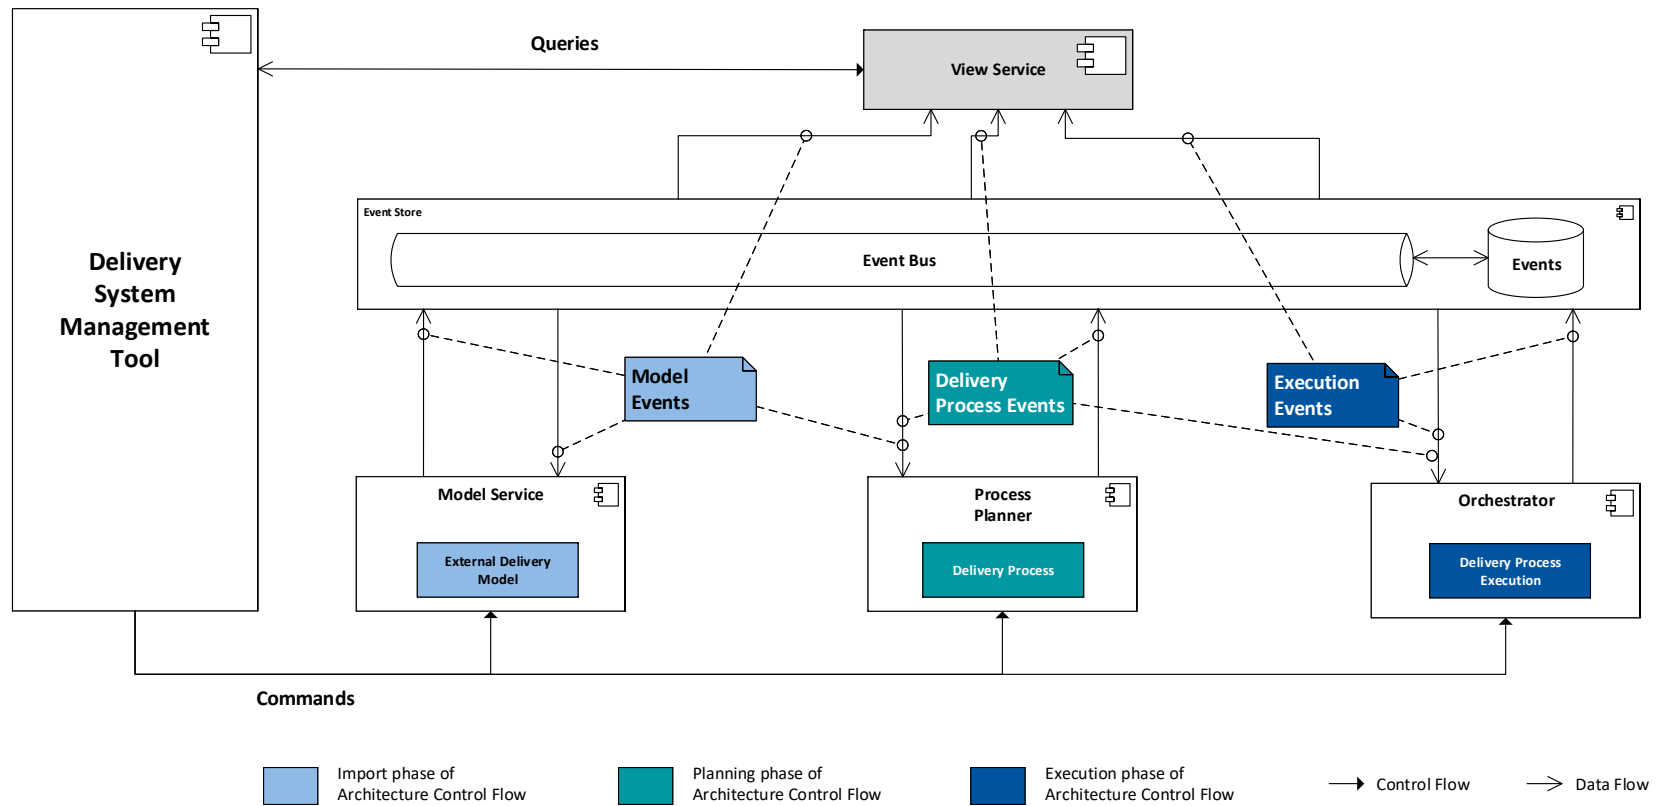 Queries
View Service
Event Store
Delivery
System
Management
Tool
Event Bus
Events
Model
Events
Delivery
Process Events
Execution
Events
Model Service
External Delivery
Model
Process
Planner
Delivery Process
Orchestrator
Delivery Process
Execution
Commands
Import phase of
Architecture Control Flow
Planning phase of
Architecture Control Flow
Execution phase of
Architecture Control Flow
Control Flow
Data Flow